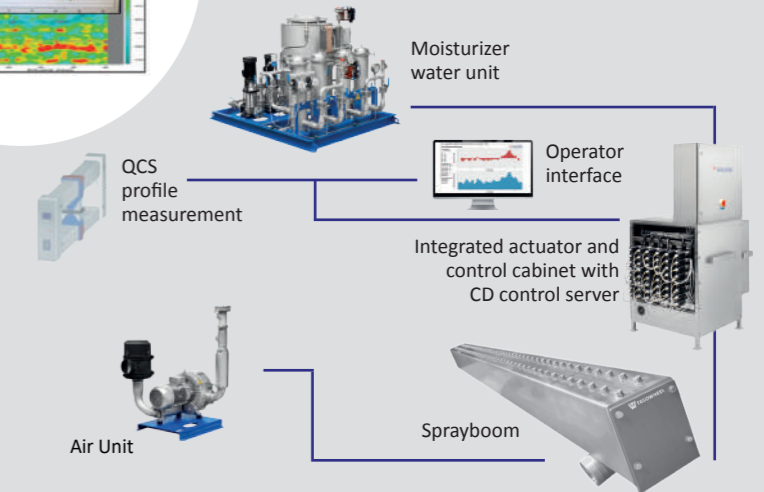 Moisturizer
water unit
QCS
profile
measurement
Operator
interface
Integrated actuator and
control cabinet with
CD control server
Air Unit
Sprayboom